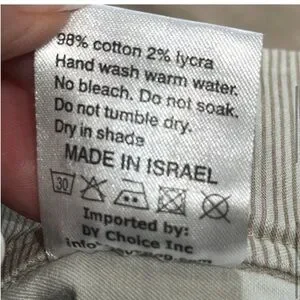 98% cotton 2% lycra
Hand wash warm water.
No bleach. Do not soak.
Do not tumble dry.
Dry in shade
MADE IN ISRAEL
30
Imported by:
DY Choice Inc